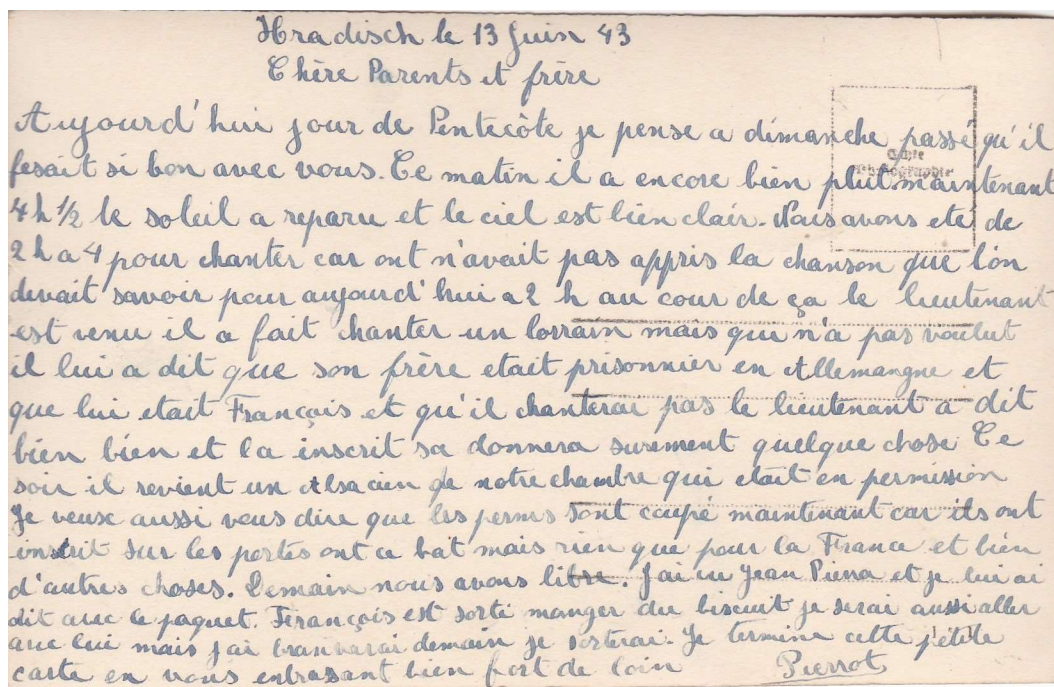 Hradisch le 13 Juin 43
Chère Parents et frère
Aujourd'hui jour de Pentecôte je pense a dimanche passé qu'il
fesait si bon avec vous. Ce matin il a encore bien plut maintenant
4 h 1/2 le soleil a reparu et le ciel est bien clair. Nous avons eté de
2 h a 4 pour chanter car ont n'avait pas appris la chanson que l'on
devait savoir pour aujourd'hui a 2 h au cour de ça le lieutenant
est venu il a fait chanter un lorrain mais qui n'a pas voulut
il lui a dit que son frère etait prisonnier en Allemangne et
que lui etait Français et qu'il chanterai pas le lieutenant a dit
bien bien et la inscrit sa donnera surement quelque chose Ce
soir il revient un Alsacien de notre chambre qui etait en permission
Je veuse aussi vous dire que les perms sont coupé maintenant car ils ont
inscrit sur les portes ont a bat mais rien que pour la France et bien
d'autres choses. Demain nous avons libre. J'ai vu Jean Pierra et je lui ai
dit avec le paquet. François est sorti manger du biscuit je serai aussi aller
avec lui mais j'ai demain je sorterai. Je termine cette petite
carte en vous enbrasant bien fort de loin Pierrot
Carte
Photographie